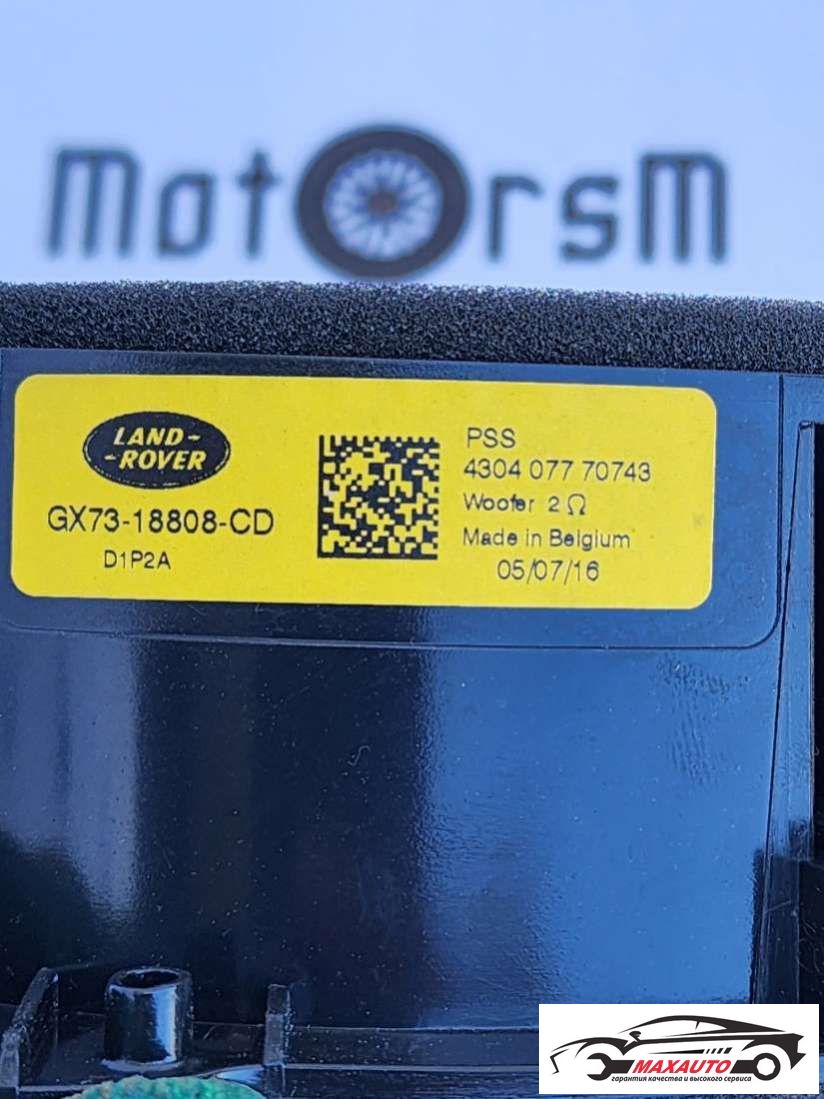 MotOrsM
LAND-
-ROVER
GX73-18808-CD
D1P2A
PSS
4304 077 70743
Woofer 2 Ω
Made in Belgium
05/07/16
MAXAUTO
гарантия качества и высокого сервиса